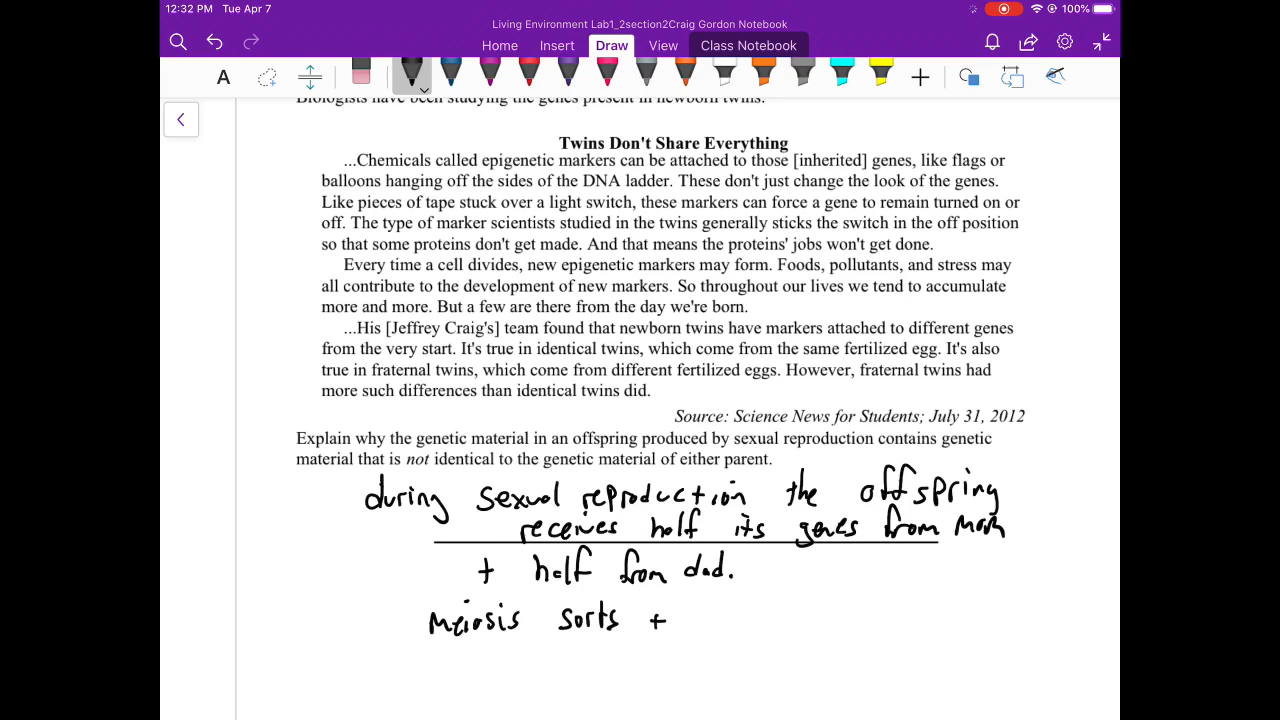 12:32 PM Tue Apr 7
100%
Living Environment Lab1_2section2Craig Gordon Notebook
Home Insert Draw View Class Notebook
A
Biologists have been studying the genes present in newborn twins.
Twins Don't Share Everything
...Chemicals called epigenetic markers can be attached to those [inherited] genes, like flags or
balloons hanging off the sides of the DNA ladder. These don't just change the look of the genes.
Like pieces of tape stuck over a light switch, these markers can force a gene to remain turned on or
off. The type of marker scientists studied in the twins generally sticks the switch in the off position
so that some proteins don't get made. And that means the proteins' jobs won't get done.
Every time a cell divides, new epigenetic markers may form. Foods, pollutants, and stress may
all contribute to the development of new markers. So throughout our lives we tend to accumulate
more and more. But a few are there from the day we're born.
...His [Jeffrey Craig's] team found that newborn twins have markers attached to different genes
from the very start. It's true in identical twins, which come from the same fertilized egg. It's also
true in fraternal twins, which come from different fertilized eggs. However, fraternal twins had
more such differences than identical twins did.
Source: Science News for Students; July 31, 2012
Explain why the genetic material in an offspring produced by sexual reproduction contains genetic
material that is not identical to the genetic material of either parent.
during sexual reproduction the offspring
receives half its genes from mom
+ half from dad.
Meiosis sorts +